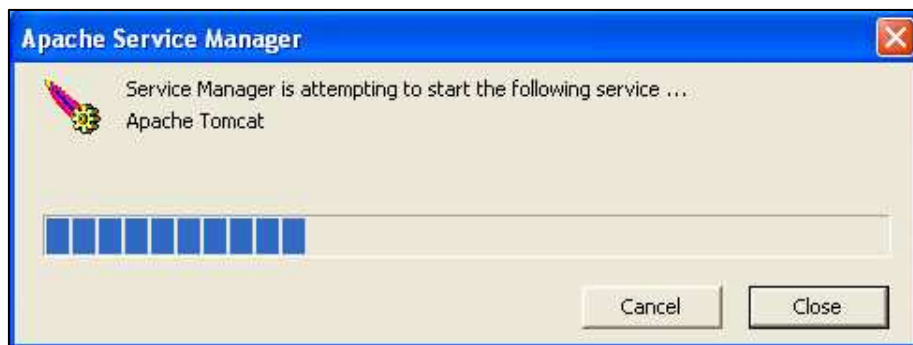 Apache Service Manager
Service Manager is attempting to start the following service ...
Apache Tomcat
Cancel
Close